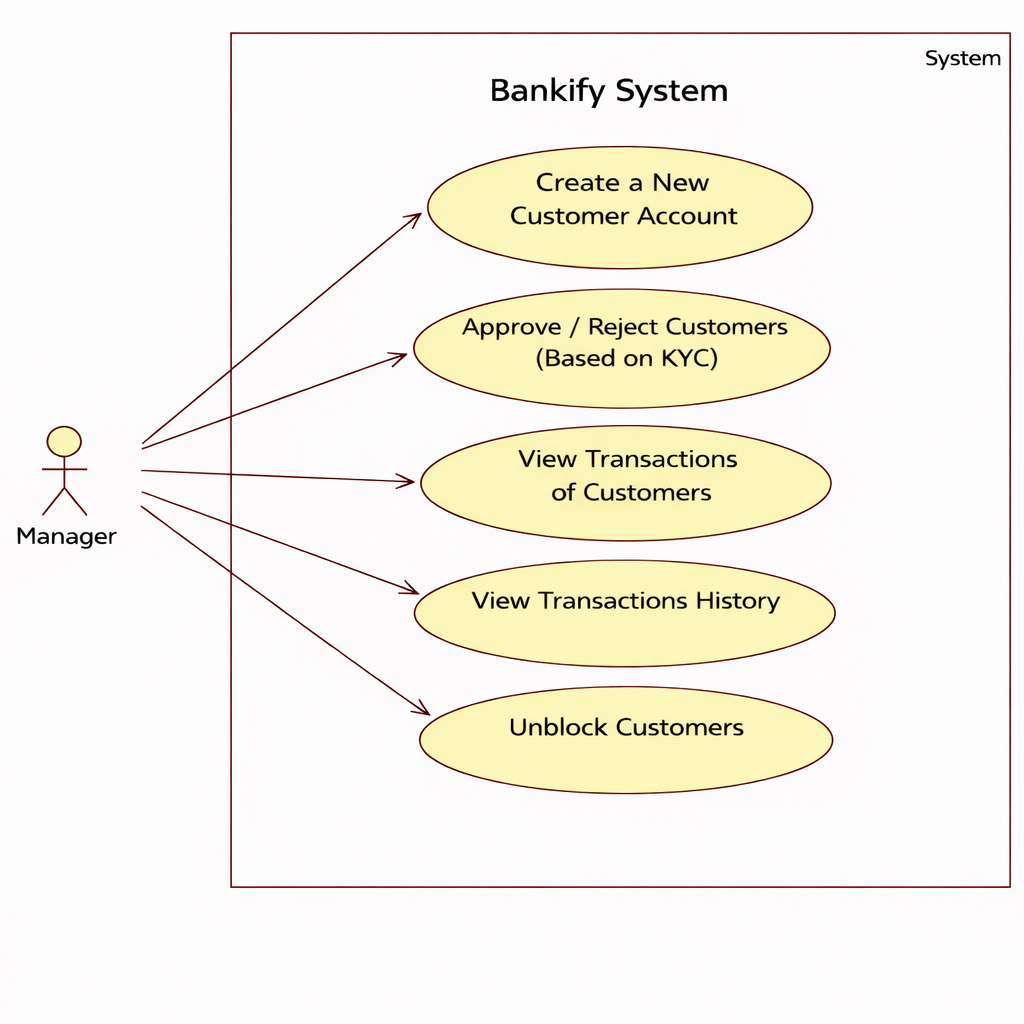 System
Bankify System
Create a New
Customer Account
Approve / Reject Customers
(Based on KYC)
View Transactions
of Customers
Manager
View Transactions History
Unblock Customers